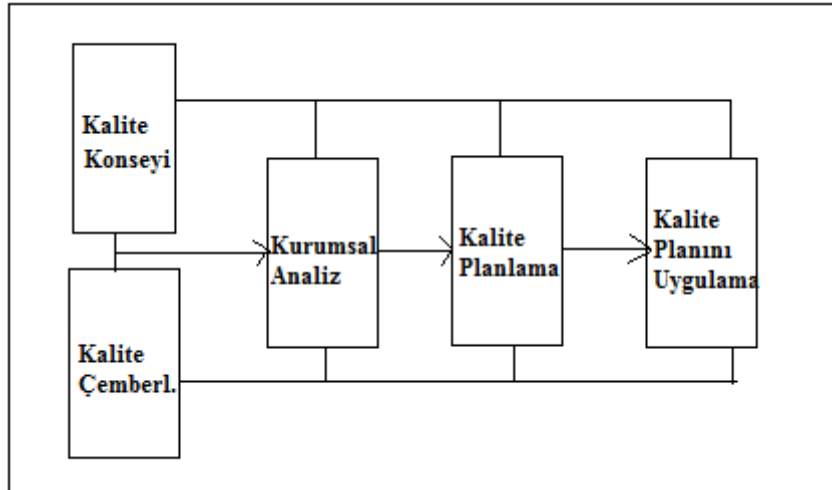 Kalite
Konseyi
Kalite
Çemberl.
Kurumsal
Analiz
Kalite
Planlama
Kalite
Planını
Uygulama